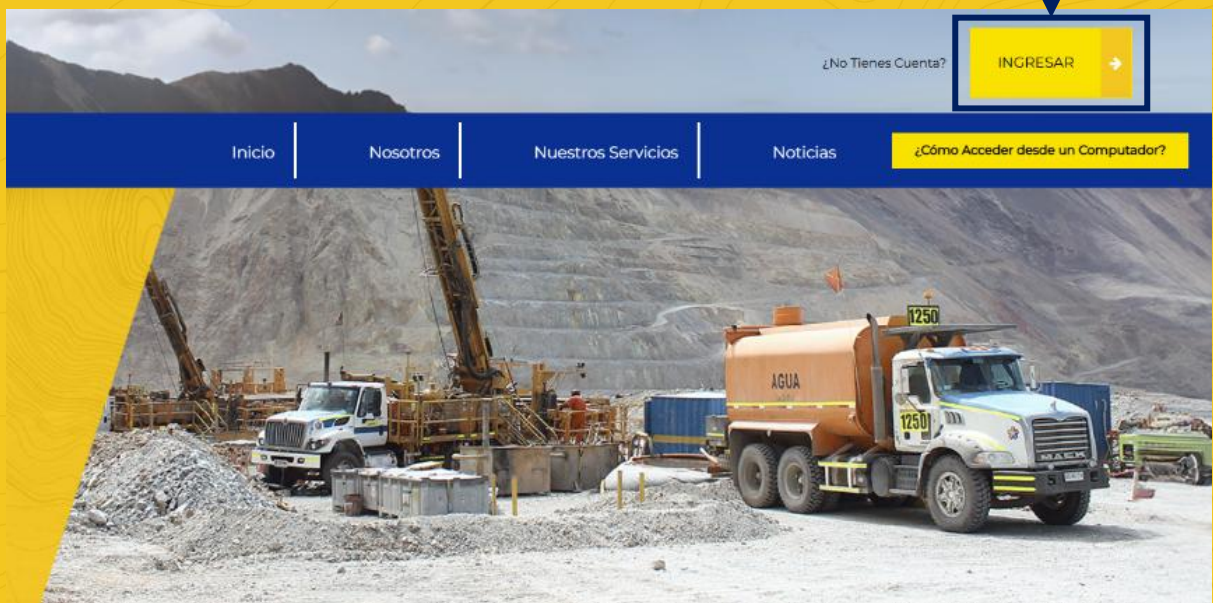 ¿No Tienes Cuenta?
INGRESAR
Inicio
Nosotros
Nuestros Servicios
Noticias
¿Cómo Acceder desde un Computador?
1250
AGUA
1250
MACK